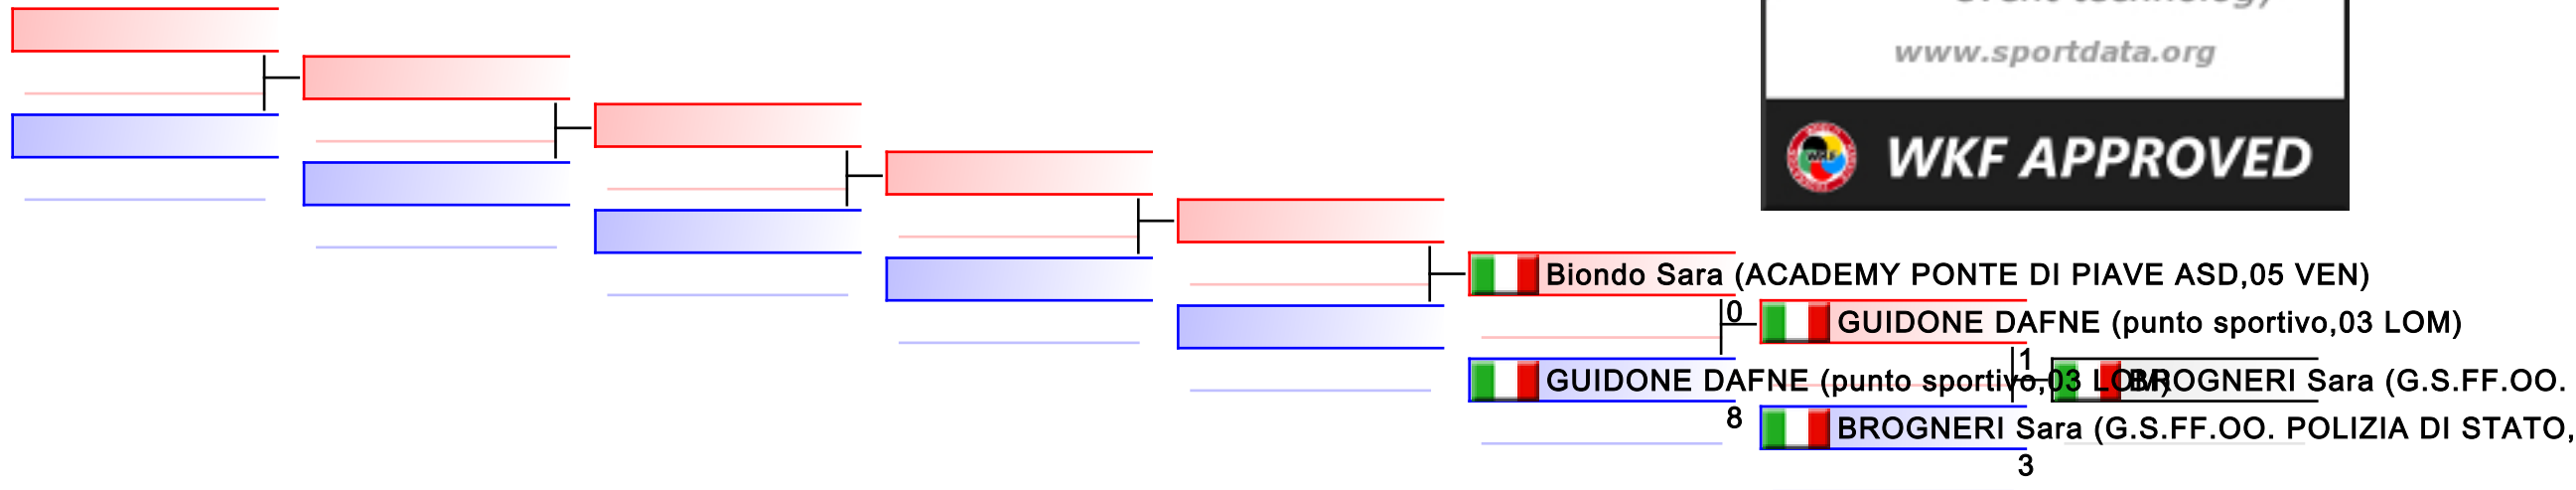 www.sportdata.org
WKF APPROVED
Biondo Sara (ACADEMY PONTE DI PIAVE ASD,05 VEN)
0
GUIDONE DAFNE (punto sportivo,03 LOM)
1
GUIDONE DAFNE (punto sportivo,03 LOM)
BROGNERI Sara (G.S.FF.OO.
8
BROGNERI Sara (G.S.FF.OO. POLIZIA DI STATO,
3